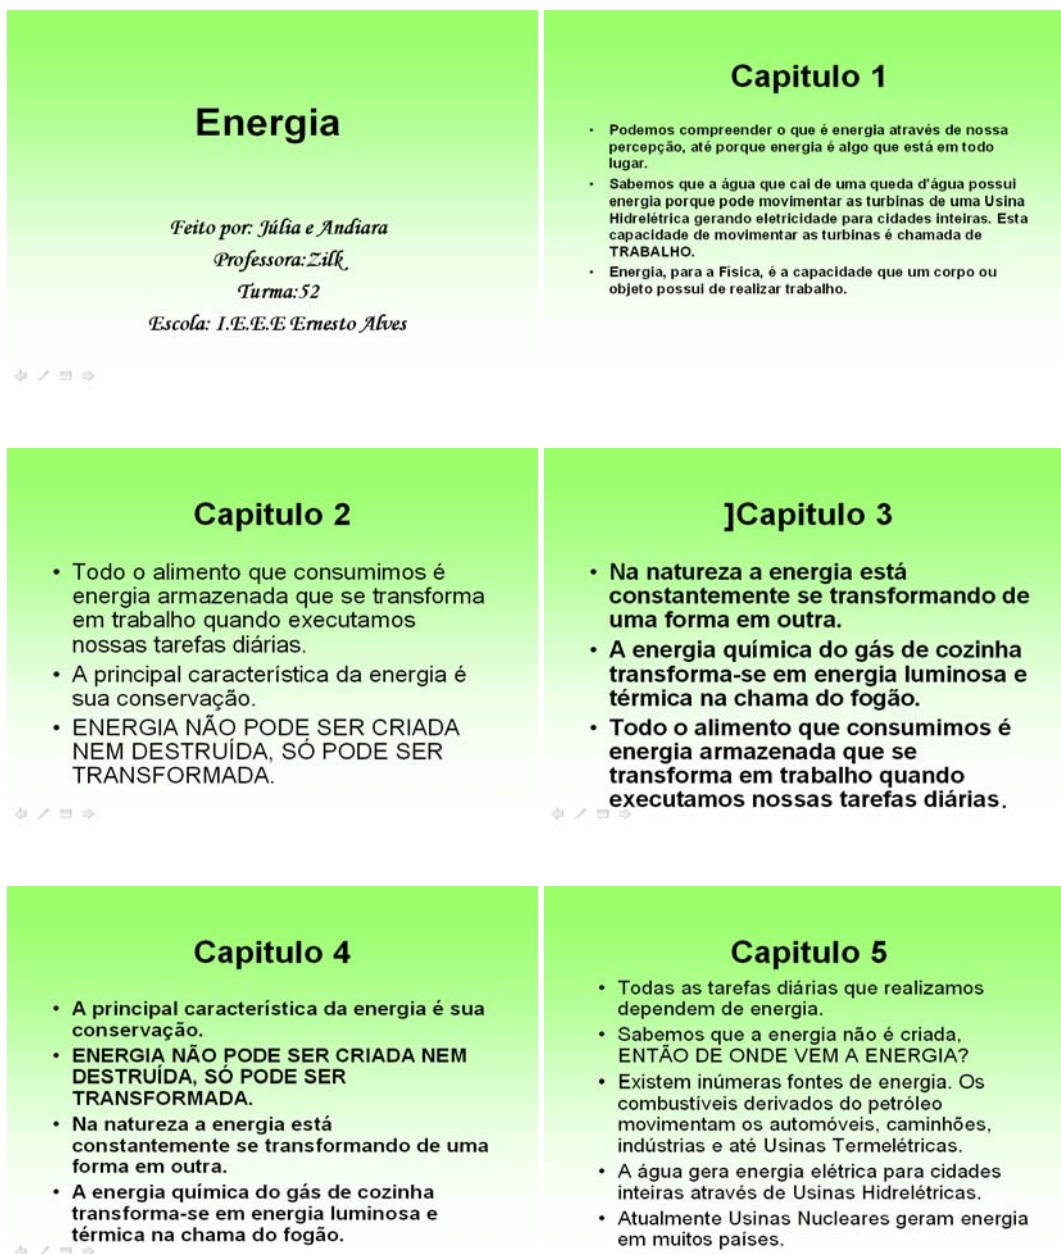 Energia
Feito por: Júlia e Andiara
Professora:Zilk
Turma:52
Escola: I.E.E.E Ernesto Alves
Capitulo 1
• Podemos compreender o que é energia através de nossa
percepção, até porque energia é algo que está em todo
lugar.
• Sabemos que a água que cai de uma queda d'água possui
energia porque pode movimentar as turbinas de uma Usina
Hidrelétrica gerando eletricidade para cidades inteiras. Esta
capacidade de movimentar as turbinas é chamada de
TRABALHO.
• Energia, para a Física, é a capacidade que um corpo ou
objeto possui de realizar trabalho.
Capitulo 2
• Todo o alimento que consumimos é
energia armazenada que se transforma
em trabalho quando executamos
nossas tarefas diárias.
• A principal característica da energia é
sua conservação.
• ENERGIA NÃO PODE SER CRIADA
NEM DESTRUÍDA, SÓ PODE SER
TRANSFORMADA.
]Capitulo 3
• Na natureza a energia está
constantemente se transformando de
uma forma em outra.
• A energia química do gás de cozinha
transforma-se em energia luminosa e
térmica na chama do fogão.
• Todo o alimento que consumimos é
energia armazenada que se
transforma em trabalho quando
executamos nossas tarefas diárias.
Capitulo 4
• A principal característica da energia é sua
conservação.
• ENERGIA NÃO PODE SER CRIADA NEM
DESTRUÍDA, SÓ PODE SER
TRANSFORMADA.
• Na natureza a energia está
constantemente se transformando de uma
forma em outra.
• A energia química do gás de cozinha
transforma-se em energia luminosa e
térmica na chama do fogão.
Capitulo 5
• Todas as tarefas diárias que realizamos
dependem de energia.
• Sabemos que a energia não é criada,
ENTÃO DE ONDE VEM A ENERGIA?
• Existem inúmeras fontes de energia. Os
combustíveis derivados do petróleo
movimentam os automóveis, caminhões,
indústrias e até Usinas Termelétricas.
• A água gera energia elétrica para cidades
inteiras através de Usinas Hidrelétricas.
• Atualmente Usinas Nucleares geram energia
em muitos países.